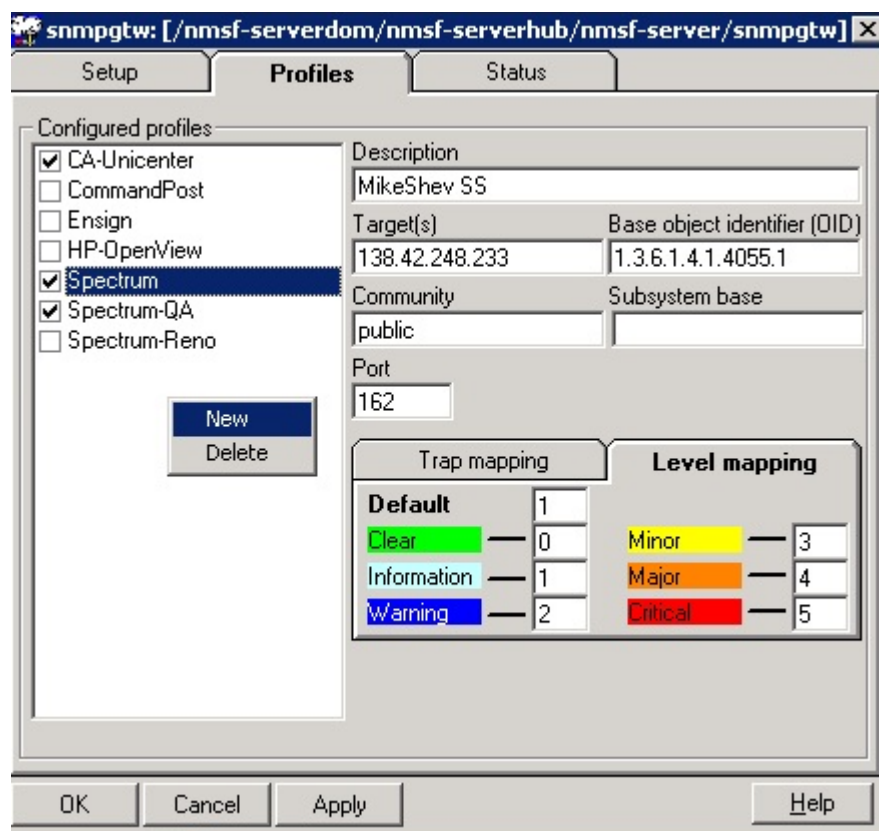 snmpgtw: [/nmsf-serverdom/nmsf-serverhub/nmsf-server/snmpgtw]
Setup Profiles Status
Configured profiles
CA-Unicenter
CommandPost
Ensign
HP-OpenView
Spectrum
Spectrum-QA
Spectrum-Reno
New
Delete
Description
MikeShev SS
Target(s) Base object identifier (OID)
138.42.248.233 1.3.6.1.4.1.4055.1
Community Subsystem base
public
Port
162
Trap mapping Level mapping
Default 1
Clear 0 Minor 3
Information 1 Major 4
Warning 2 Critical 5
OK Cancel Apply Help